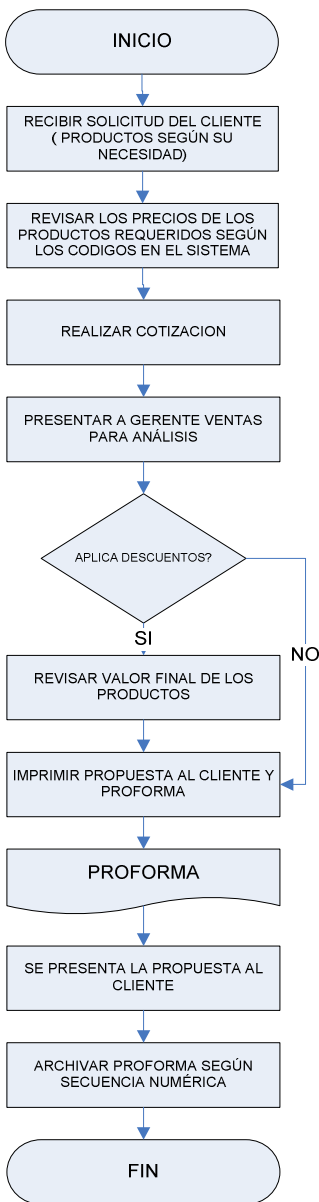 INICIO
RECIBIR SOLICITUD DEL CLIENTE
( PRODUCTOS SEGÚN SU
NECESIDAD)
REVISAR LOS PRECIOS DE LOS
PRODUCTOS REQUERIDOS SEGÚN
LOS CODIGOS EN EL SISTEMA
REALIZAR COTIZACION
PRESENTAR A GERENTE VENTAS
PARA ANÁLISIS
APLICA DESCUENTOS?
SI
NO
REVISAR VALOR FINAL DE LOS
PRODUCTOS
IMPRIMIR PROPUESTA AL CLIENTE Y
PROFORMA
PROFORMA
SE PRESENTA LA PROPUESTA AL
CLIENTE
ARCHIVAR PROFORMA SEGÚN
SECUENCIA NUMÉRICA
FIN